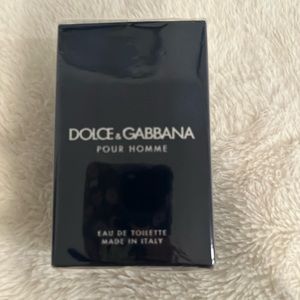 DOLCE & GABBANA
POUR HOMME
EAU DE TOILETTE
MADE IN ITALY